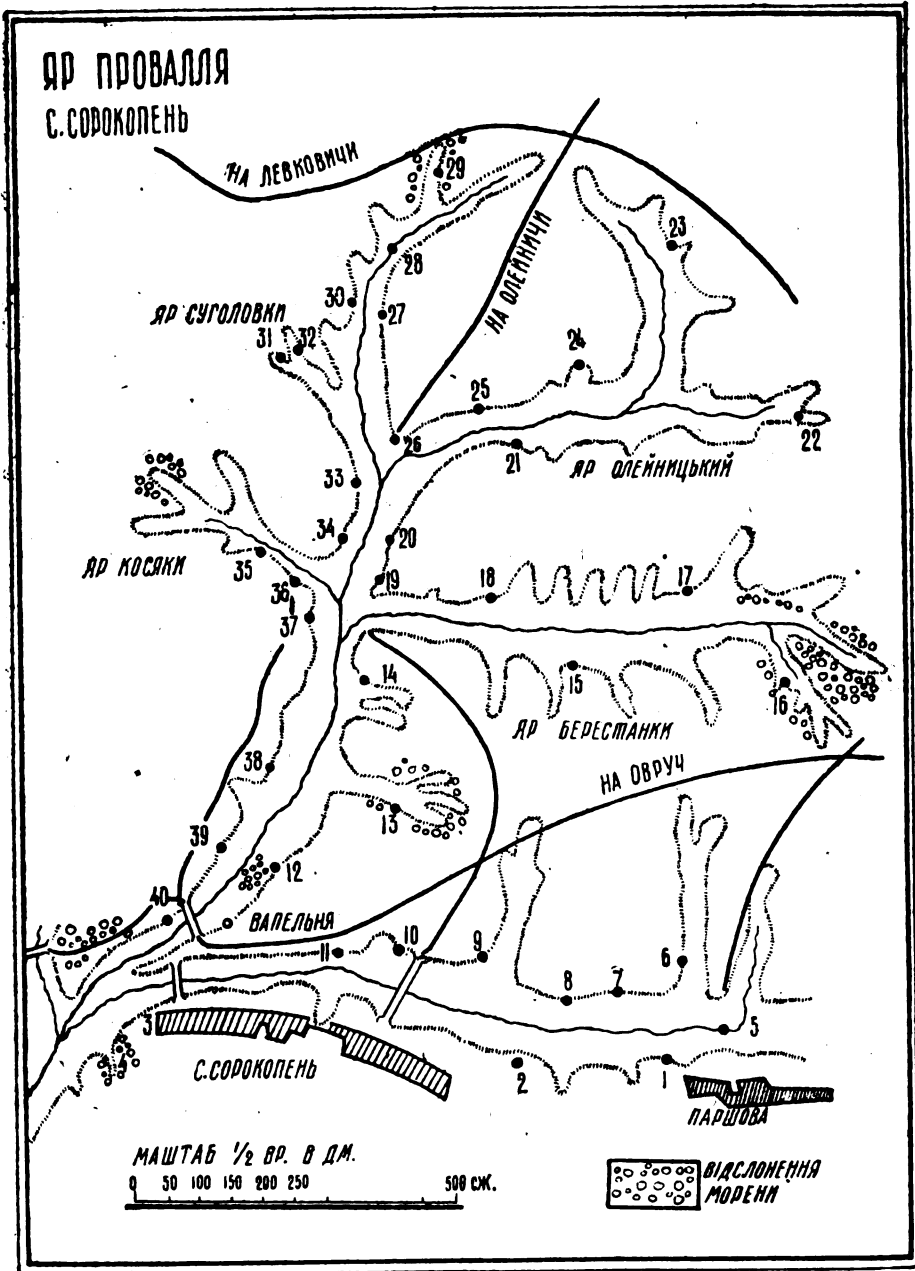 ЯР ПРОВАЛЛЯ
С. СОРОКОПЕНЬ
НА ЛЕВКОВИЧИ
29
23
28
НА ОЛЕЙНИЧИ
30
27
ЯР СУГОЛОВКИ
31
32
24
25
22
26
21
ЯР ОЛЕЙНИЦЬКИЙ
33
34
20
35
ЯР КОСЯКИ
36
19
18
17
37
14
15
16
ЯР БЕРЕСТАНКИ
38
НА ОВРУЧ
13
39
12
40
ВАПЕЛЬНЯ
11
10
9
6
8
7
5
3
С. СОРОКОПЕНЬ
2
1
ПАРШОВА
МАШТАБ 1/2 ВР. В ДМ.
0 50 100 150 200 250 500 СЖ.
ВІДСЛОНЕННЯ
МОРЕНИ